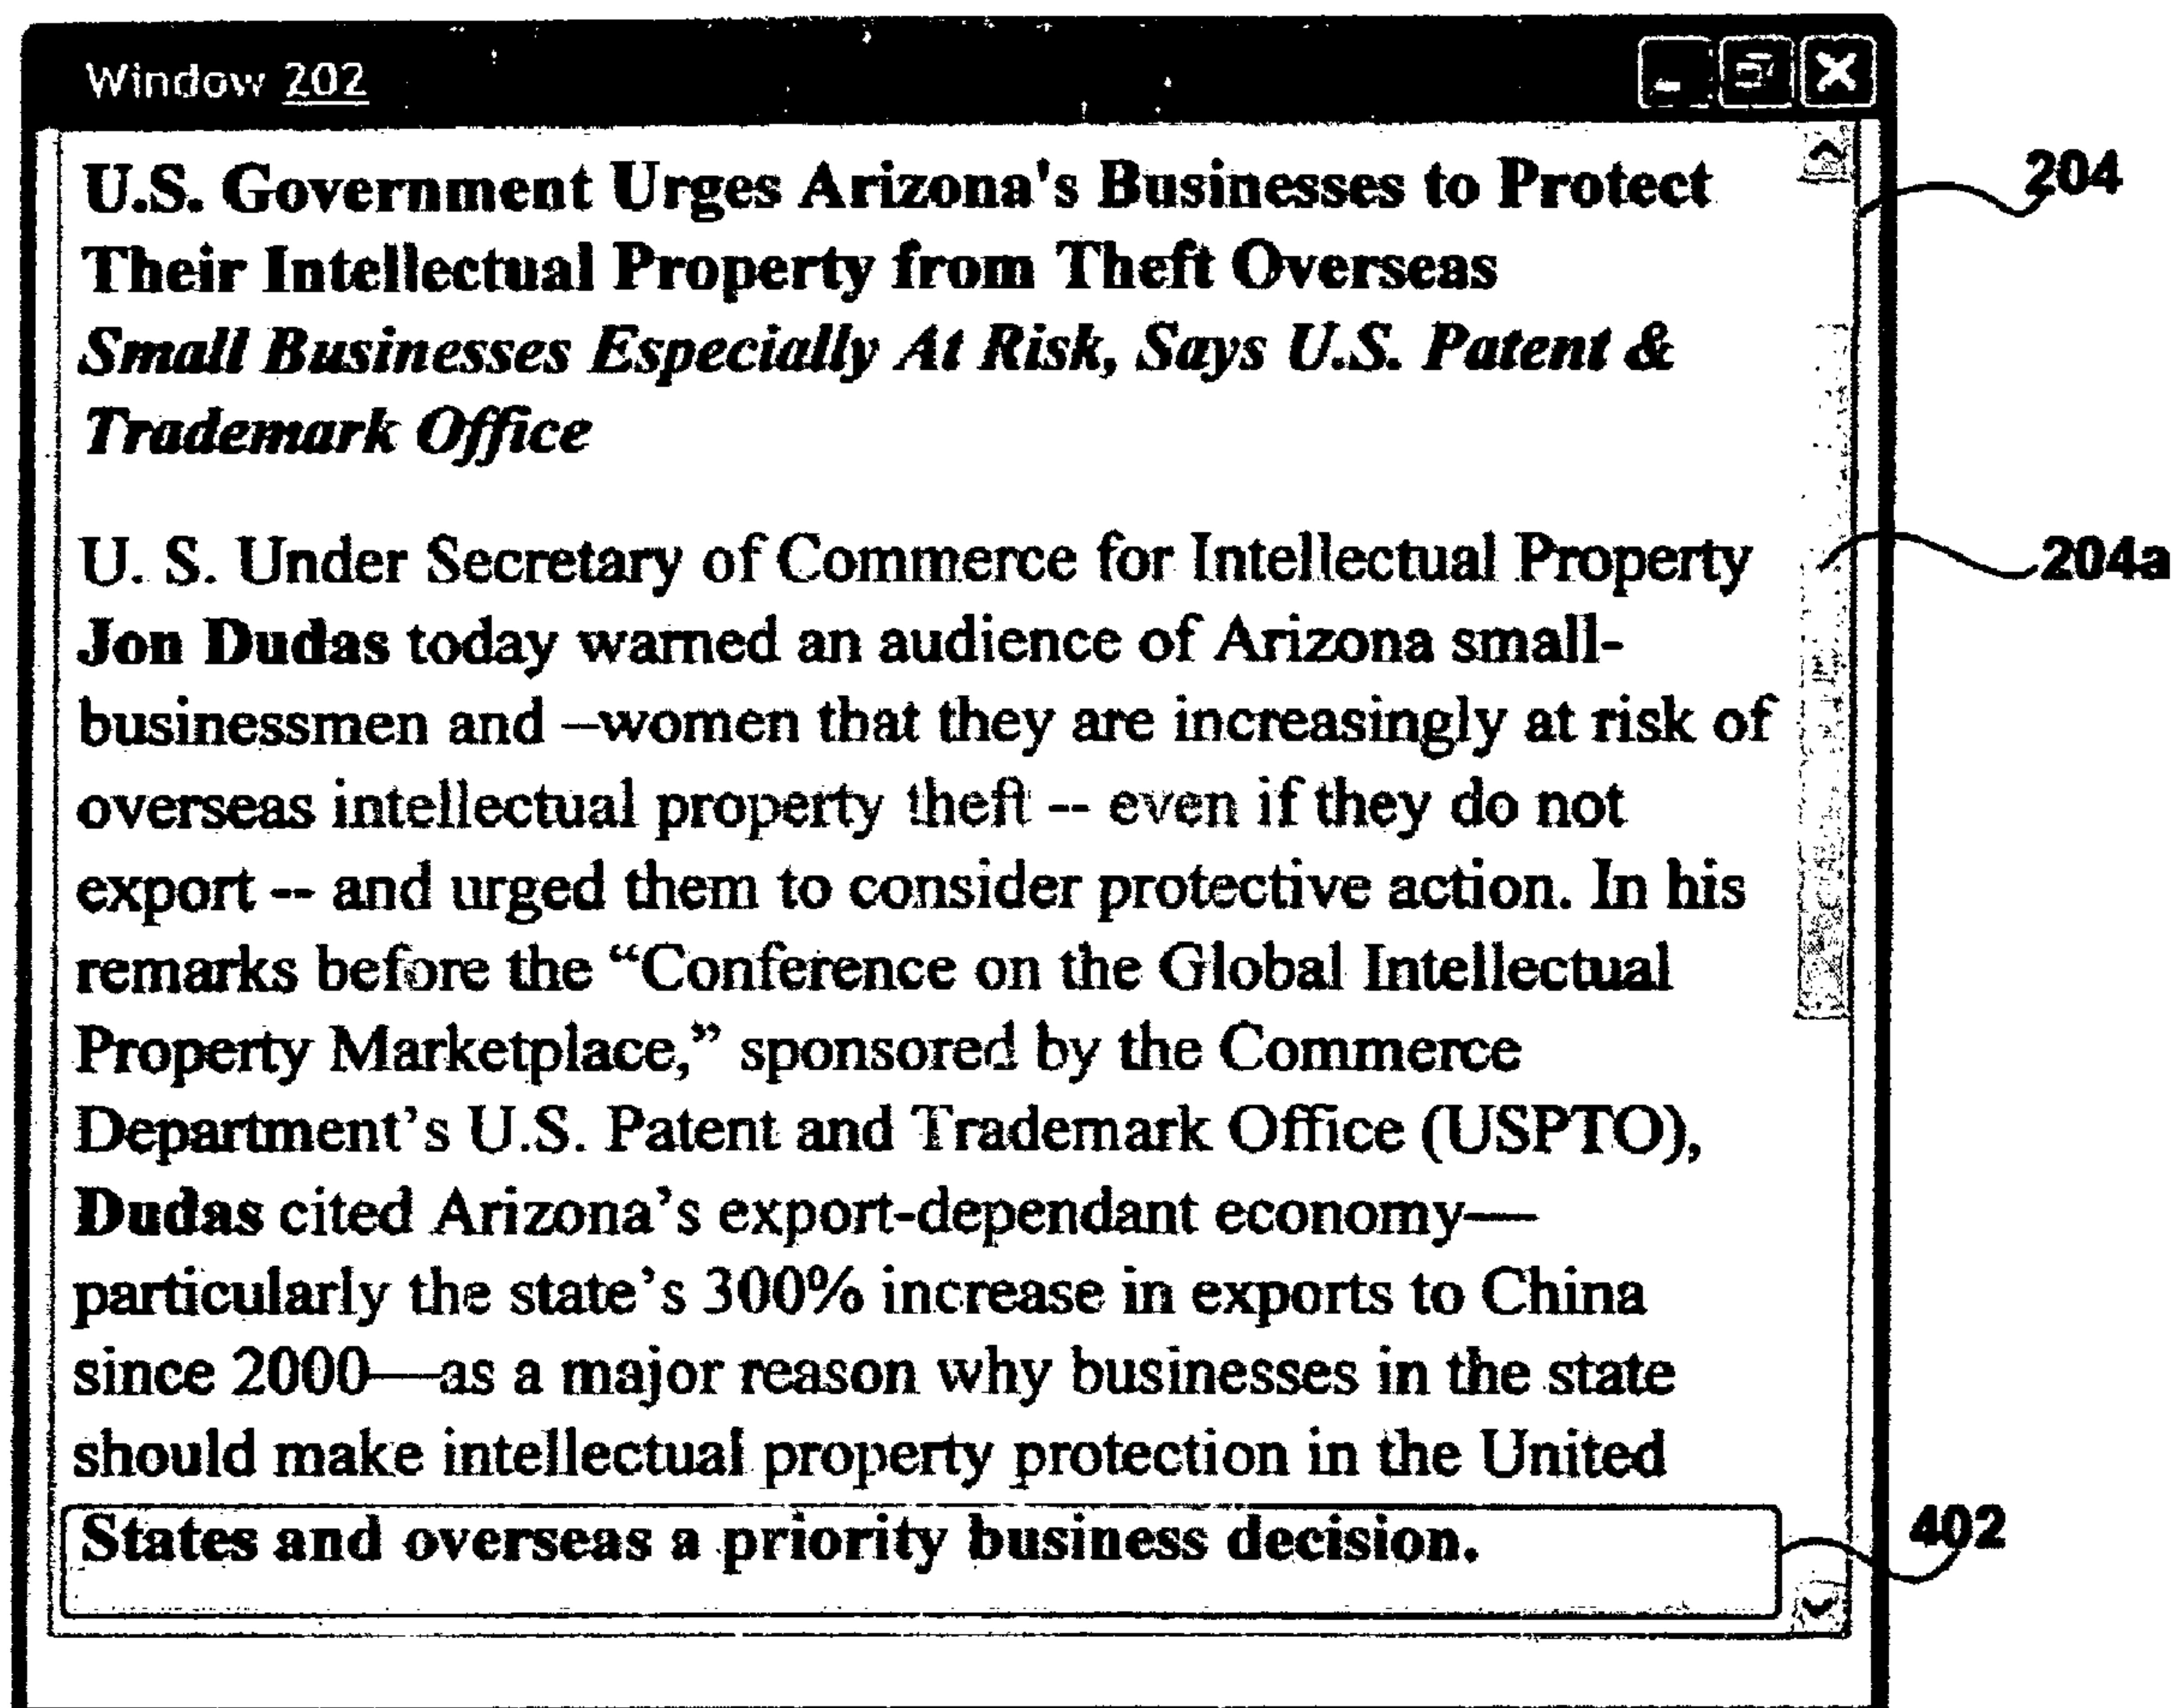 Window 202
U.S. Government Urges Arizona's Businesses to Protect
204
Their Intellectual Property from Theft Overseas
Small Businesses Especially At Risk, Says U.S. Patent &
Trademark Office
U. S. Under Secretary of Commerce for Intellectual Property
204a
Jon Dudas today warned an audience of Arizona small-
businessmen and –women that they are increasingly at risk of
overseas intellectual property theft -- even if they do not
export -- and urged them to consider protective action. In his
remarks before the “Conference on the Global Intellectual
Property Marketplace,” sponsored by the Commerce
Department’s U.S. Patent and Trademark Office (USPTO),
Dudas cited Arizona’s export-dependant economy—
particularly the state’s 300% increase in exports to China
since 2000—as a major reason why businesses in the state
should make intellectual property protection in the United
States and overseas a priority business decision.
402